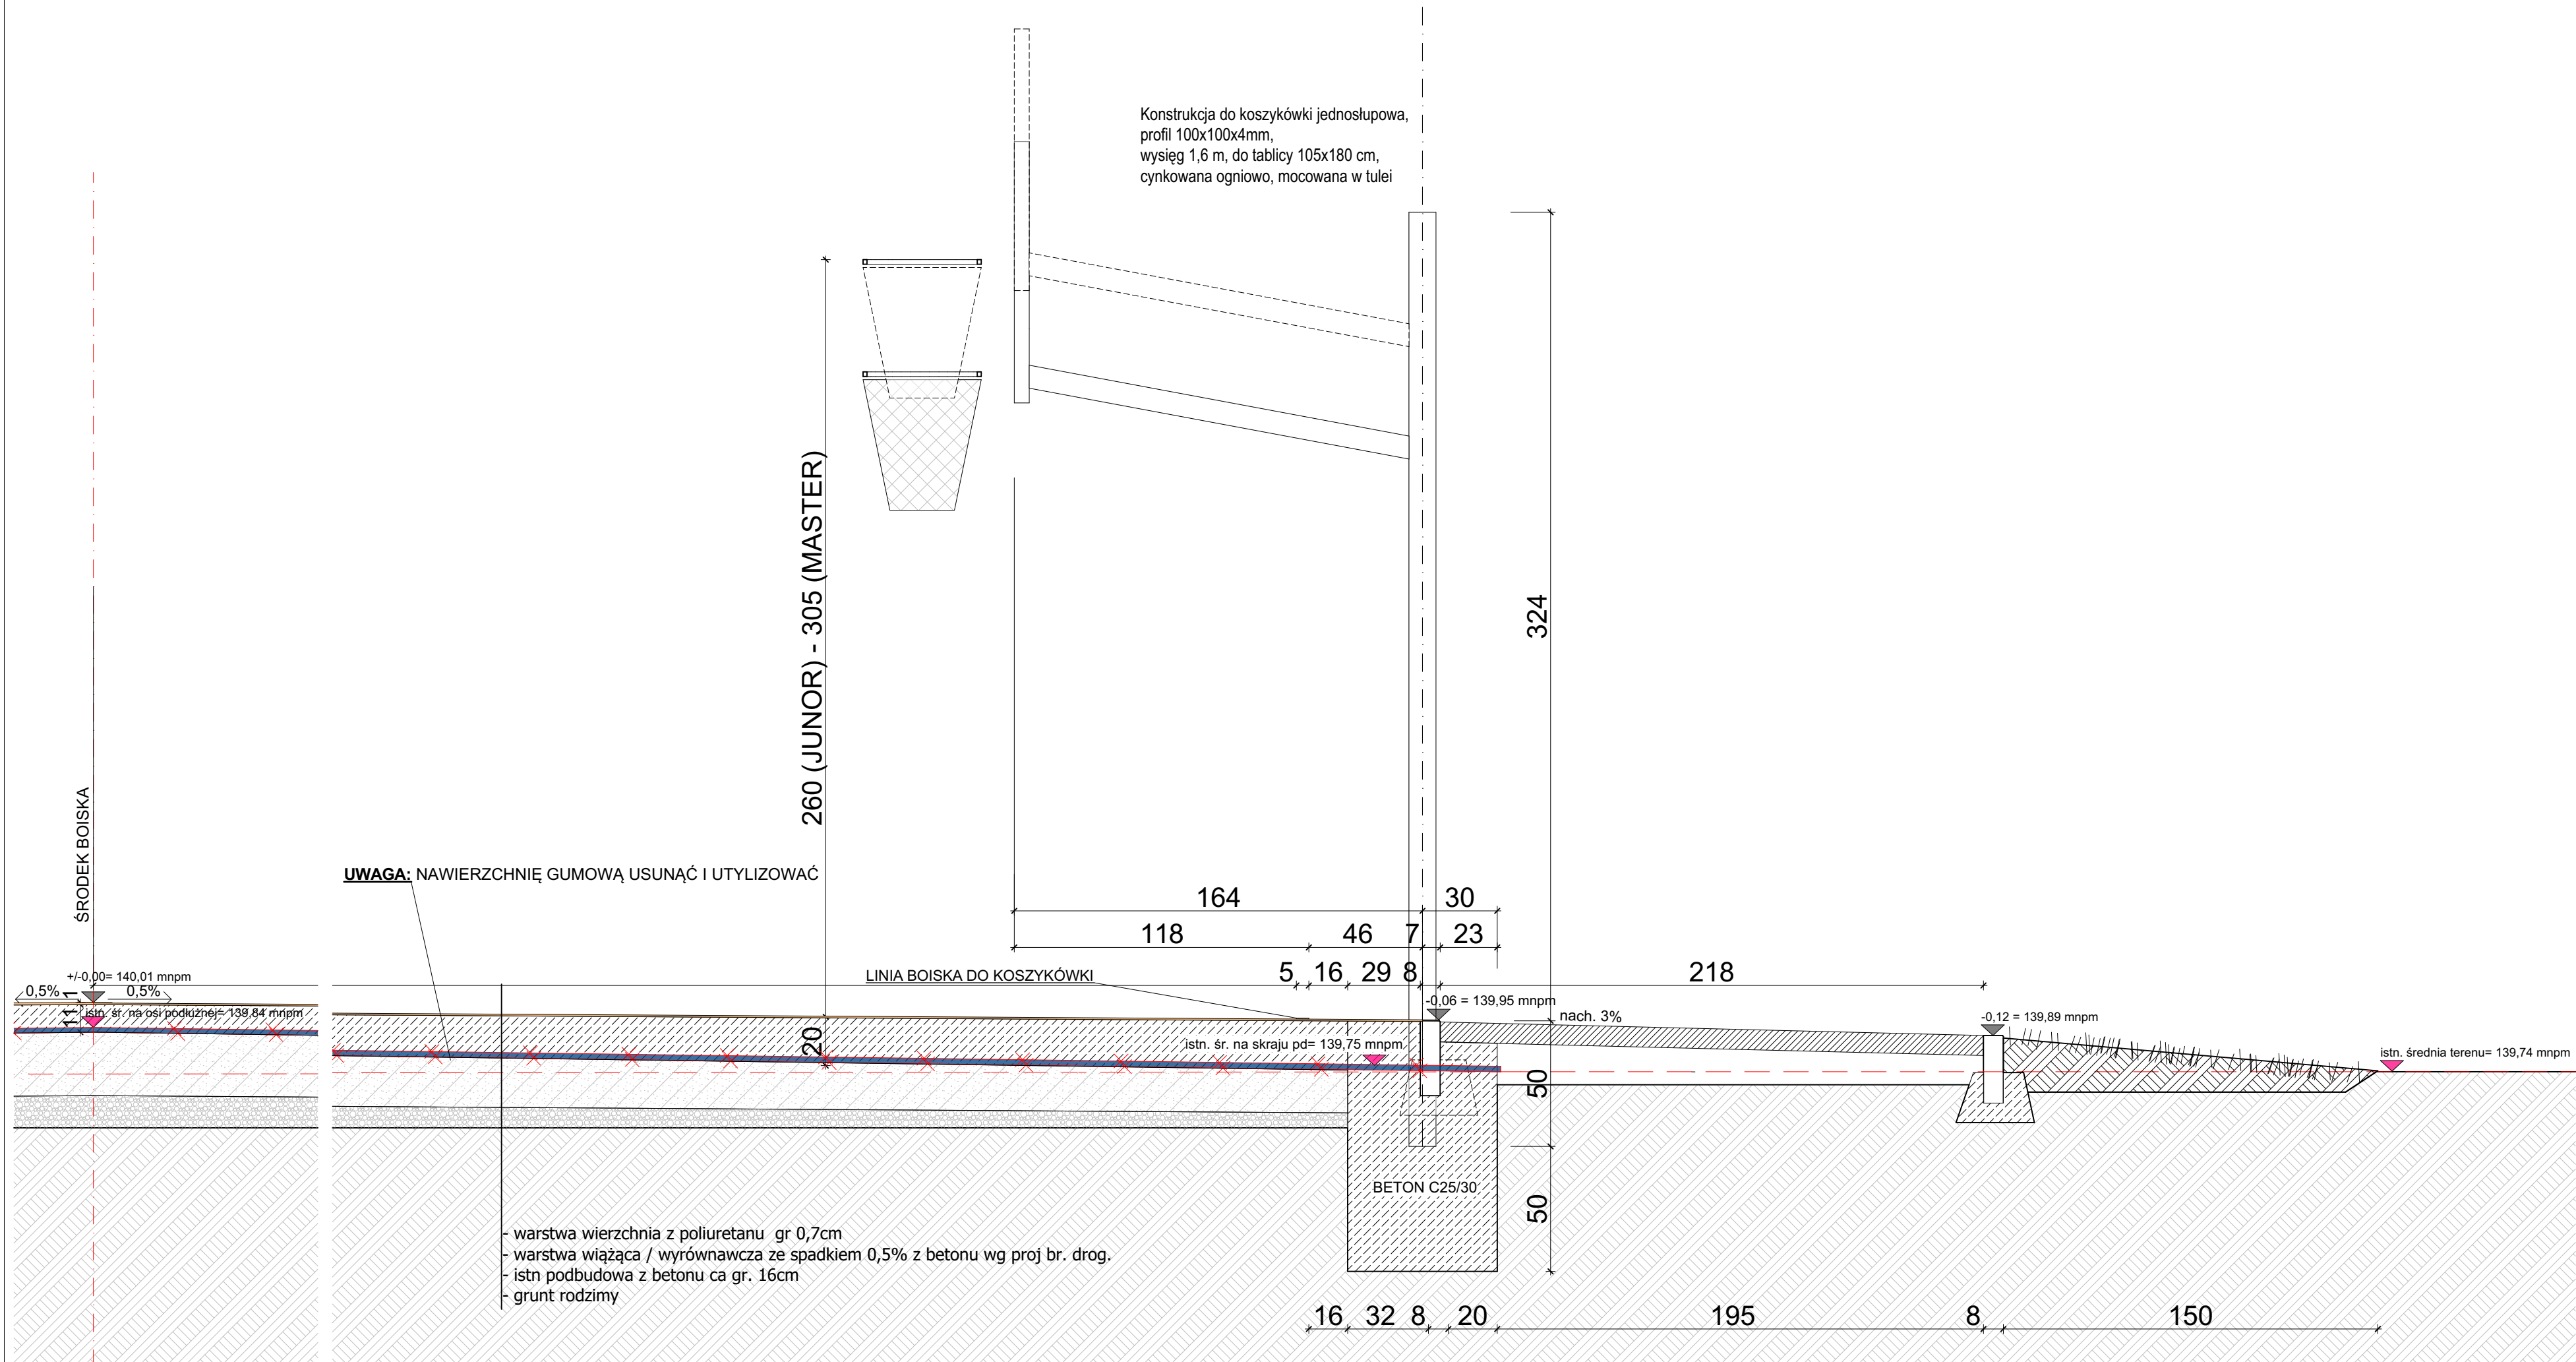 Konstrukcja do koszykówki jednosłupowa,
profil 100x100x4mm,
wysięg 1,6 m, do tablicy 105x180 cm,
cynkowana ogniowo, mocowana w tulei
260 (JUNOR) - 305 (MASTER)
324
ŚRODEK BOISKA
UWAGA: NAWIERZCHNIĘ GUMOWĄ USUNĄĆ I UTYLIZOWAĆ
164 30
118 46 7 23
LINIA BOISKA DO KOSZYKÓWKI
5 16 29 8 218
+/-0,00= 140,01 mnpm
0,5% 0,5%
11 1
istn. śr. na osi podłużnej= 139,84 mnpm
-0,06 = 139,95 mnpm
nach. 3%
-0,12 = 139,89 mnpm
20
istn. śr. na skraju pd= 139,75 mnpm
istn. średnia terenu= 139,74 mnpm
50
BETON C25/30
50
- warstwa wierzchnia z poliuretanu gr 0,7cm
- warstwa wiążąca / wyrównawcza ze spadkiem 0,5% z betonu wg proj br. drog.
- istn podbudowa z betonu ca gr. 16cm
- grunt rodzimy
16 32 8 20 195 8 150